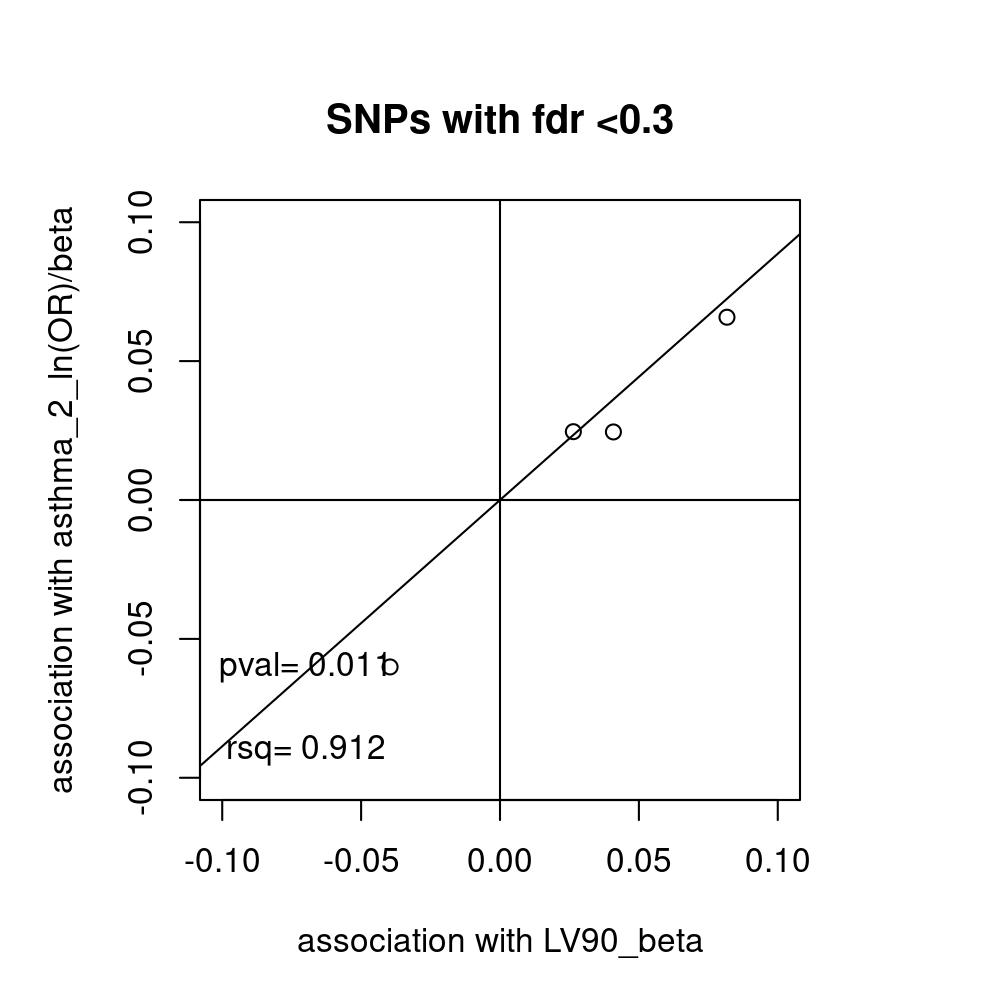 SNPs with fdr <0.3
association with asthma_2_ln(OR)/beta
0.10
0.05
0.00
-0.05
-0.10
pval= 0.011
rsq= 0.912
-0.10 -0.05 0.00 0.05 0.10
association with LV90_beta